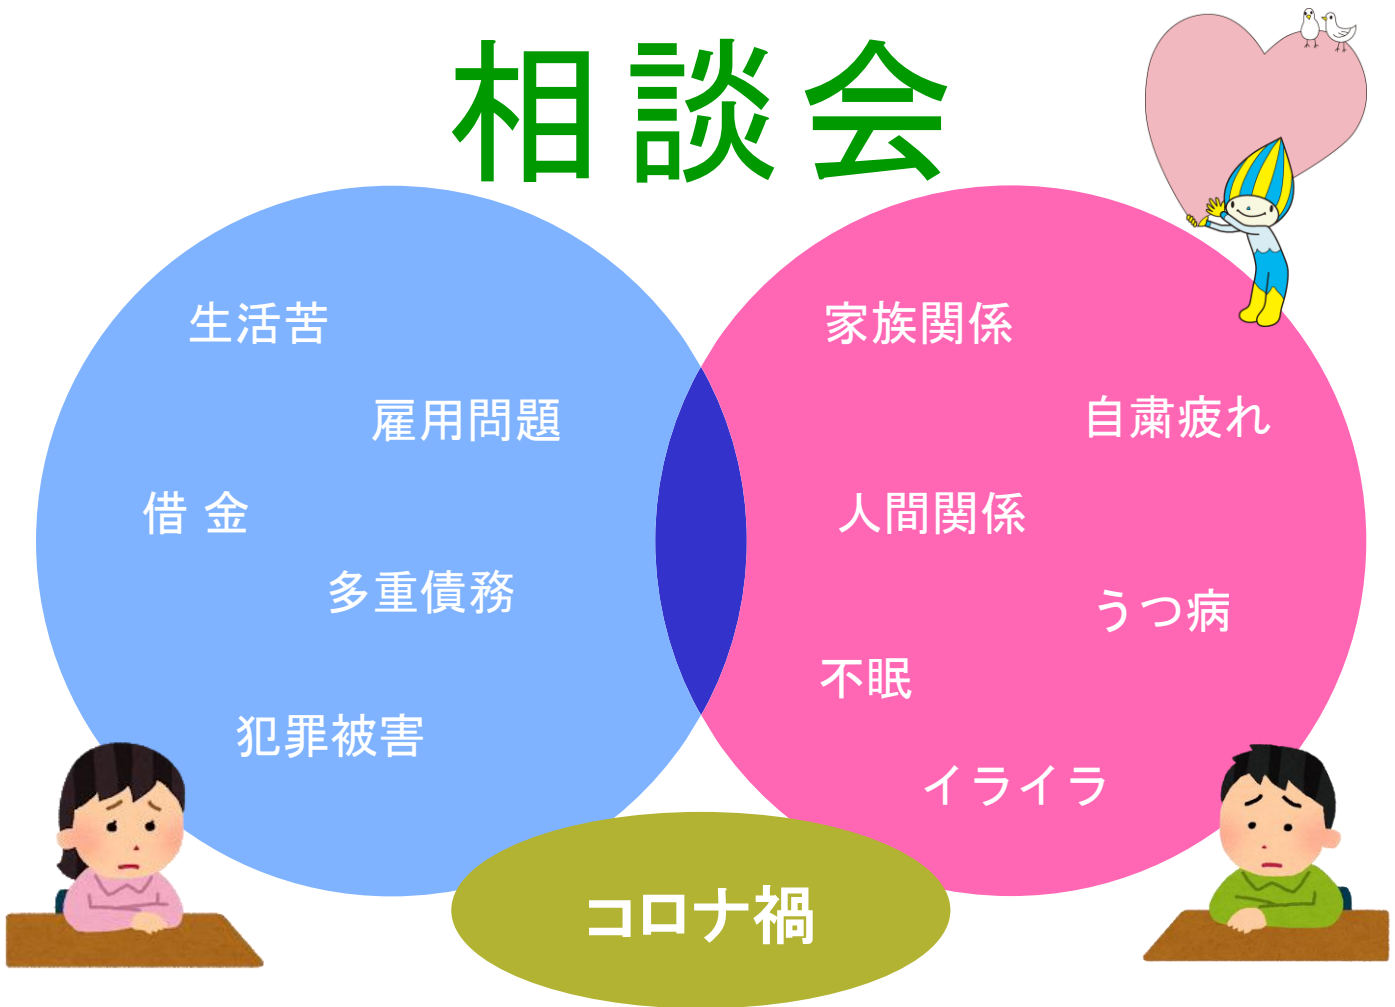 相談会
生活苦
雇用問題
借 金
多重債務
犯罪被害
家族関係
自粛疲れ
人間関係
うつ病
不眠
イライラ
コロナ禍